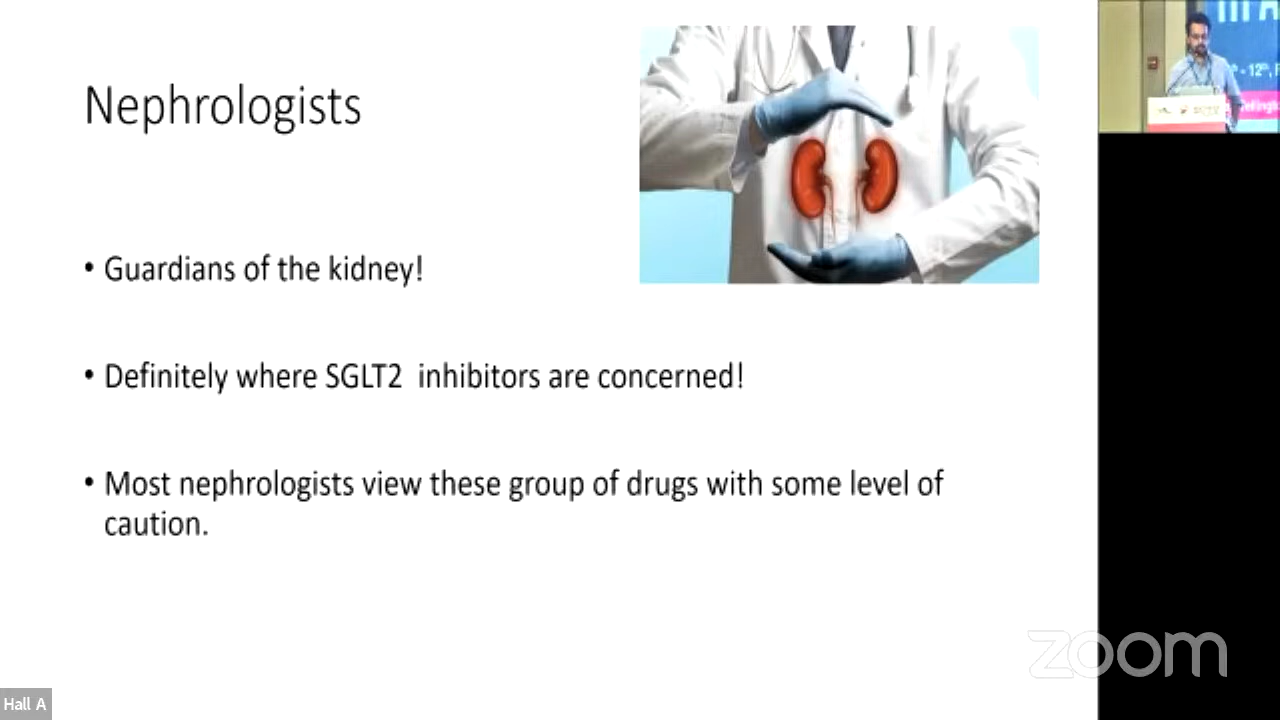 Nephrologists
• Guardians of the kidney!
• Definitely where SGLT2 inhibitors are concerned!
• Most nephrologists view these group of drugs with some level of
caution.
zoom
Hall A